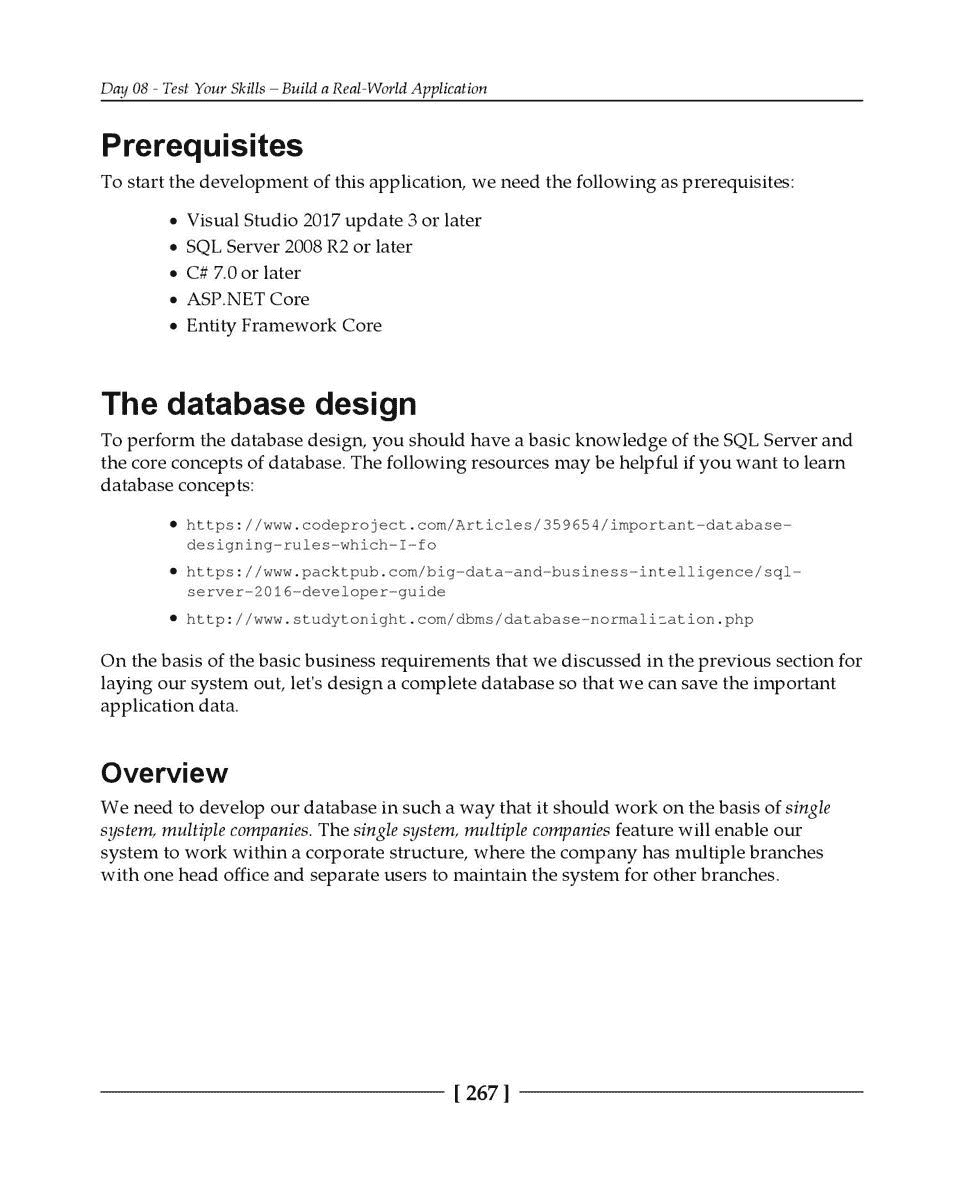 Day 08 - Test Your Skills – Build a Real-World Application
Prerequisites
To start the development of this application, we need the following as prerequisites:
• Visual Studio 2017 update 3 or later
• SQL Server 2008 R2 or later
• C# 7.0 or later
• ASP.NET Core
• Entity Framework Core
The database design
To perform the database design, you should have a basic knowledge of the SQL Server and
the core concepts of database. The following resources may be helpful if you want to learn
database concepts:
• https://www.codeproject.com/Articles/359654/important-database-
designing-rules-which-I-fo
• https://www.packtpub.com/big-data-and-business-intelligence/sql-
server-2016-developer-guide
• http://www.studytonight.com/dbms/database-normalization.php
On the basis of the basic business requirements that we discussed in the previous section for
laying our system out, let's design a complete database so that we can save the important
application data.
Overview
We need to develop our database in such a way that it should work on the basis of single
system, multiple companies. The single system, multiple companies feature will enable our
system to work within a corporate structure, where the company has multiple branches
with one head office and separate users to maintain the system for other branches.
[ 267 ]